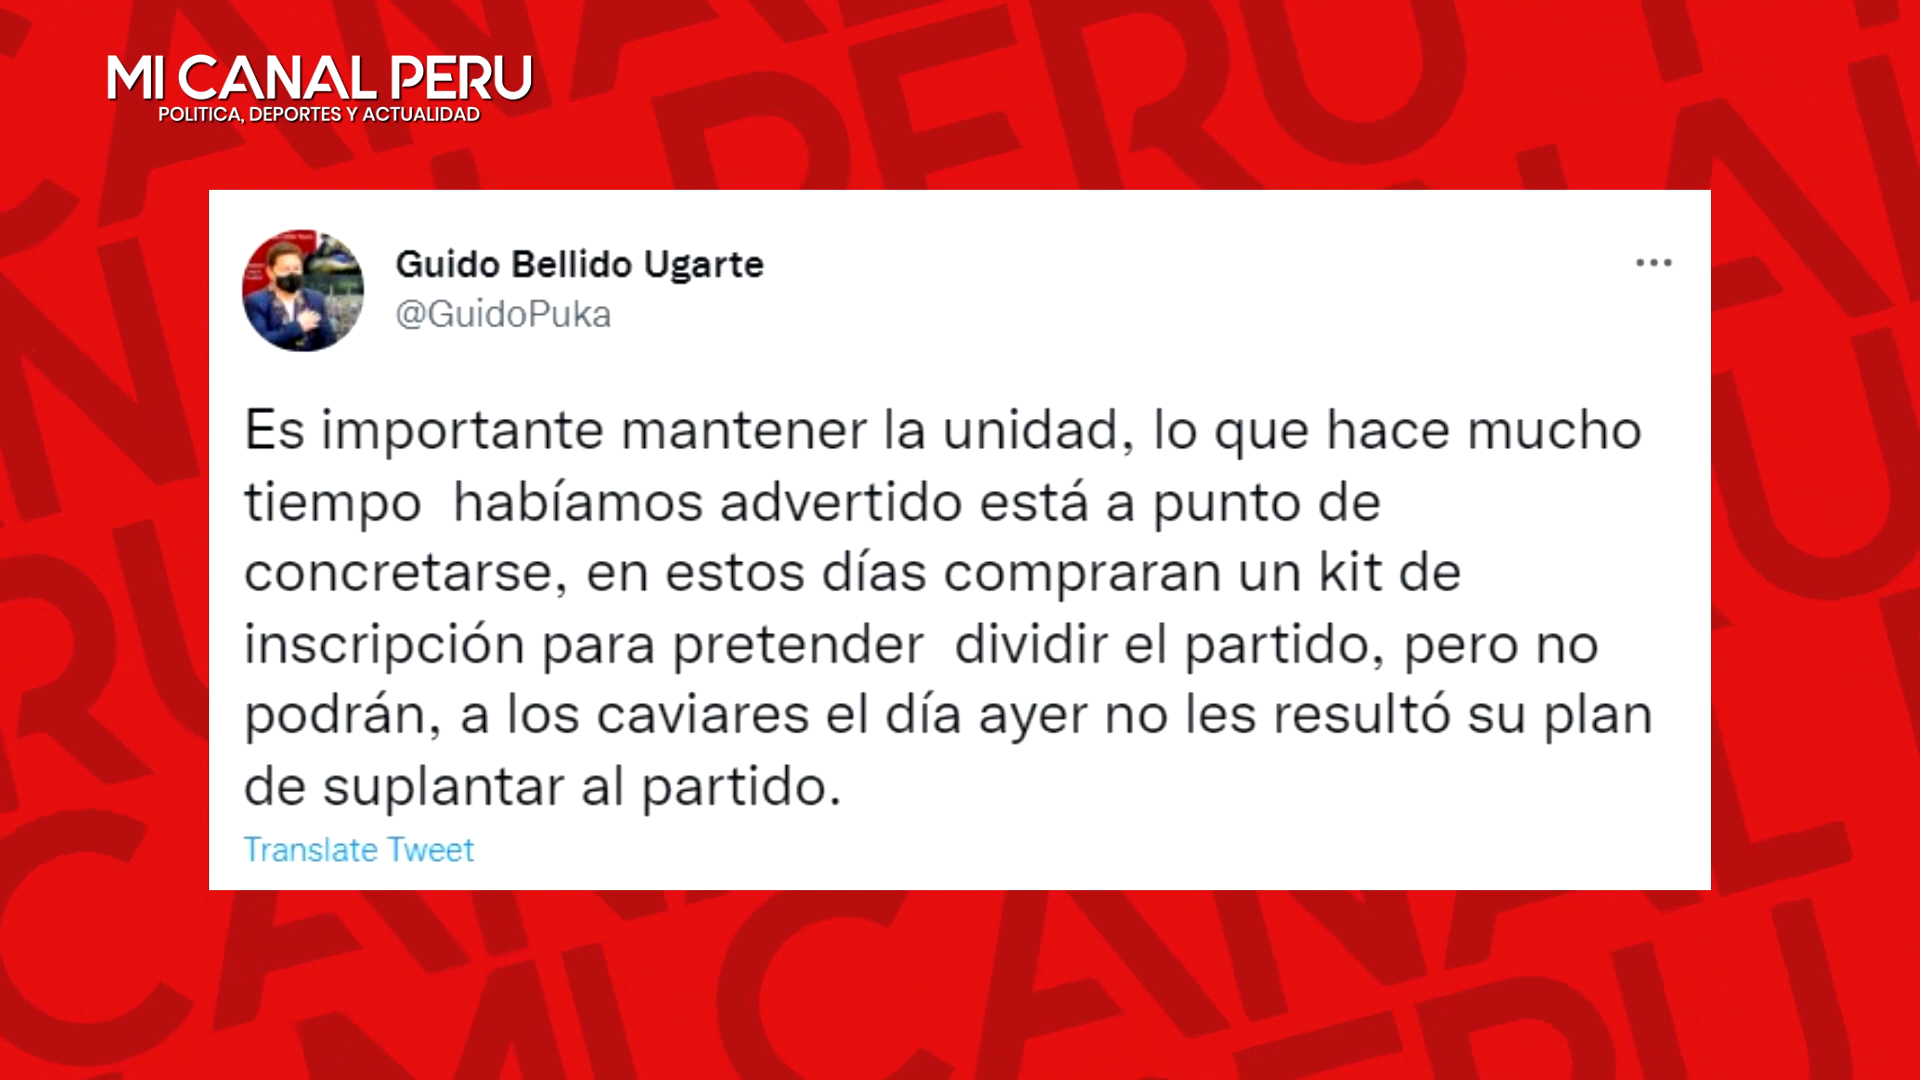 MI CANAL PERU
POLITICA, DEPORTES Y ACTUALIDAD
Guido Bellido Ugarte
@GuidoPuka
Es importante mantener la unidad, lo que hace mucho
tiempo  habíamos advertido está a punto de
concretarse, en estos días compraran un kit de
inscripción para pretender  dividir el partido, pero no
podrán, a los caviares el día ayer no les resultó su plan
de suplantar al partido.
Translate Tweet